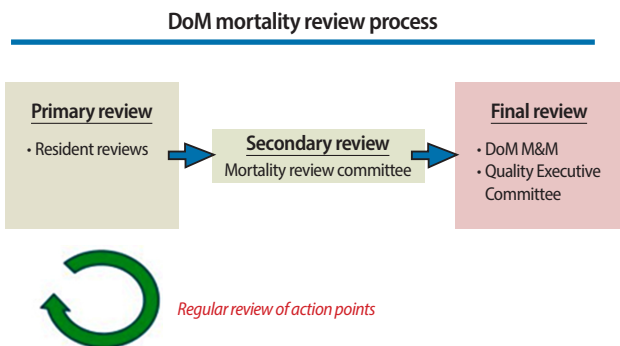 DoM mortality review process
Primary review
• Resident reviews
Secondary review
Mortality review committee
Final review
• DoM M&M
• Quality Executive
Committee
Regular review of action points